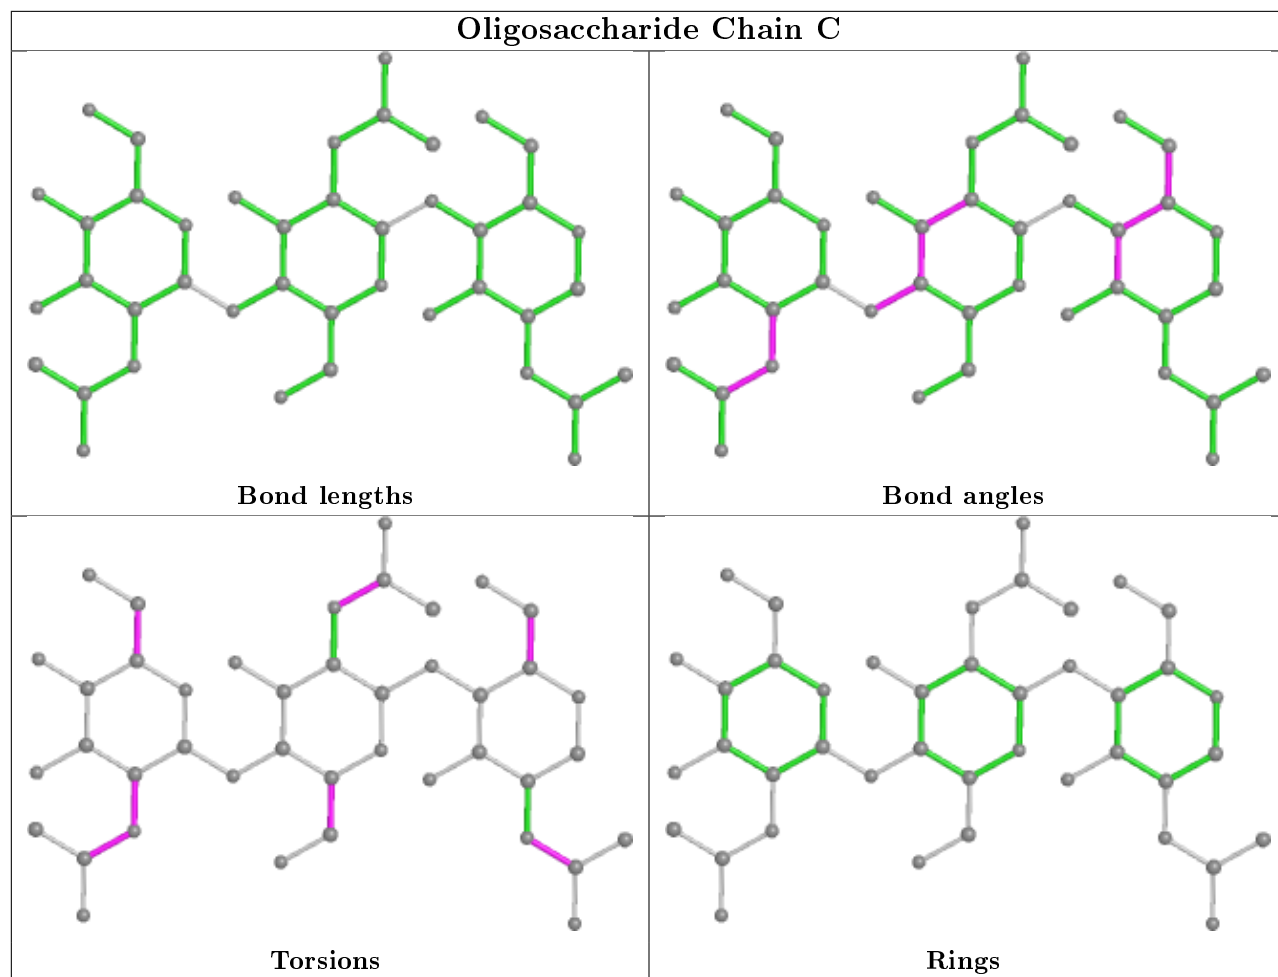 Oligosaccharide Chain C
Bond lengths
Bond angles
Torsions
Rings